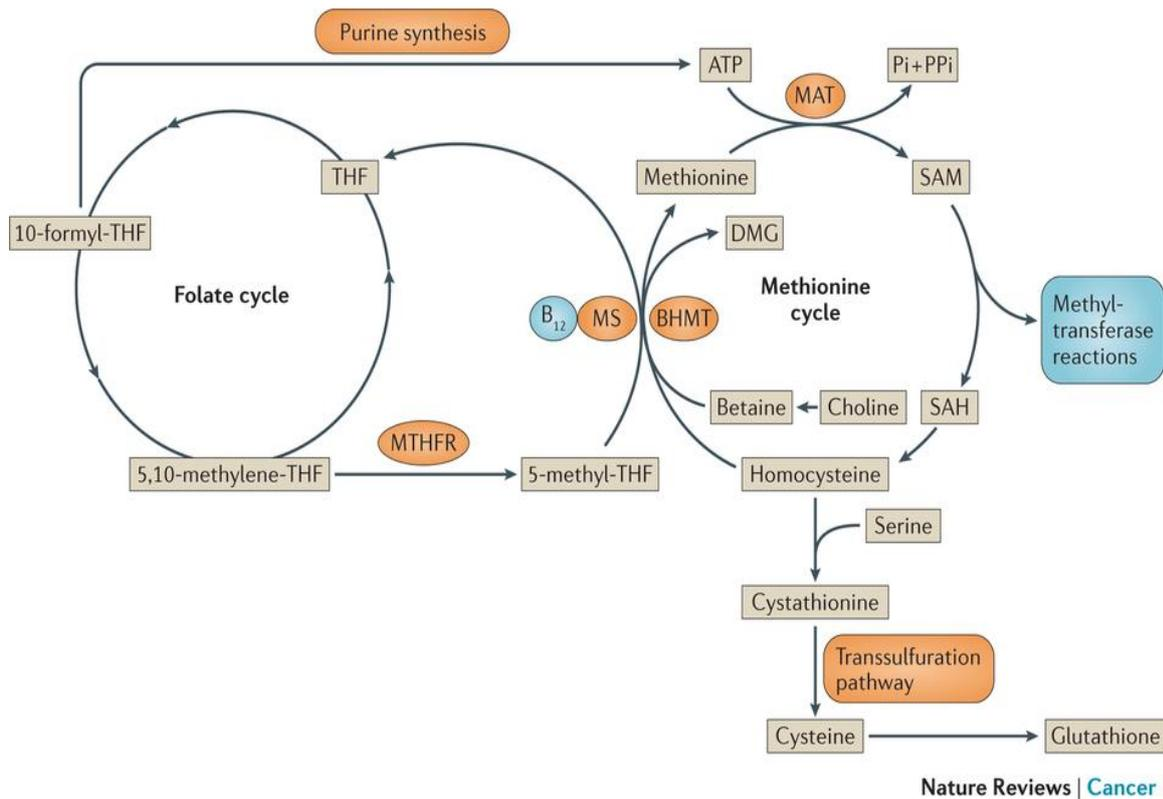 Purine synthesis
ATP
Pi+PPi
MAT
THF
Methionine
SAM
10-formyl-THF
DMG
Folate cycle
Methionine
cycle
B12
MS
BHMT
Methyl-
transferase
reactions
Betaine
Choline
SAH
MTHFR
5,10-methylene-THF
5-methyl-THF
Homocysteine
Serine
Cystathionine
Transsulfuration
pathway
Cysteine
Glutathione
Nature Reviews | Cancer